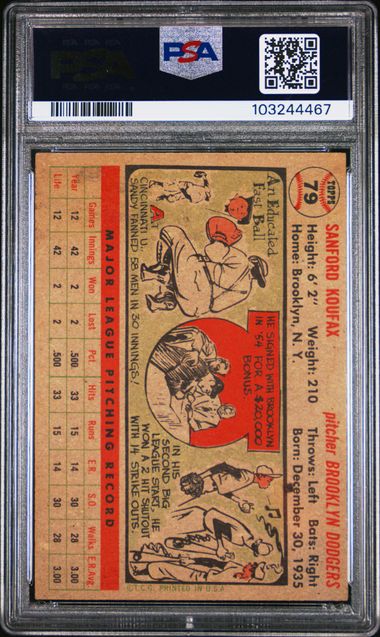 PSA
PSA
103244467
TOPPS
79
SANFORD KOUFAX
pitcher BROOKLYN DODGERS
Height: 6' 2" Weight: 210 Throws: Left Bats: Right
Home: Brooklyn, N. Y. Born: December 30, 1935
An Educated
Fast Ball
AT
CINCINNATI U.
SANDY FANNED 58 MEN IN 30 INNINGS!
HE SIGNED WITH BROOKLYN
IN '54 FOR A $20,000
BONUS.
IN HIS
SECOND BIG
LEAGUE START HE
WON A 2 HIT SHUTOUT
WITH 14 STRIKE OUTS
© T. C. G. PRINTED IN U.S.A.
MAJOR LEAGUE PITCHING RECORD
Games Innings Won Lost Pct Hits Runs E.R. S.O. Walks E.R.Avg.
Year 12 42 2 2 .500 33 15 14 30 28 3.00
Life 12 42 2 2 .500 33 15 14 30 28 3.00